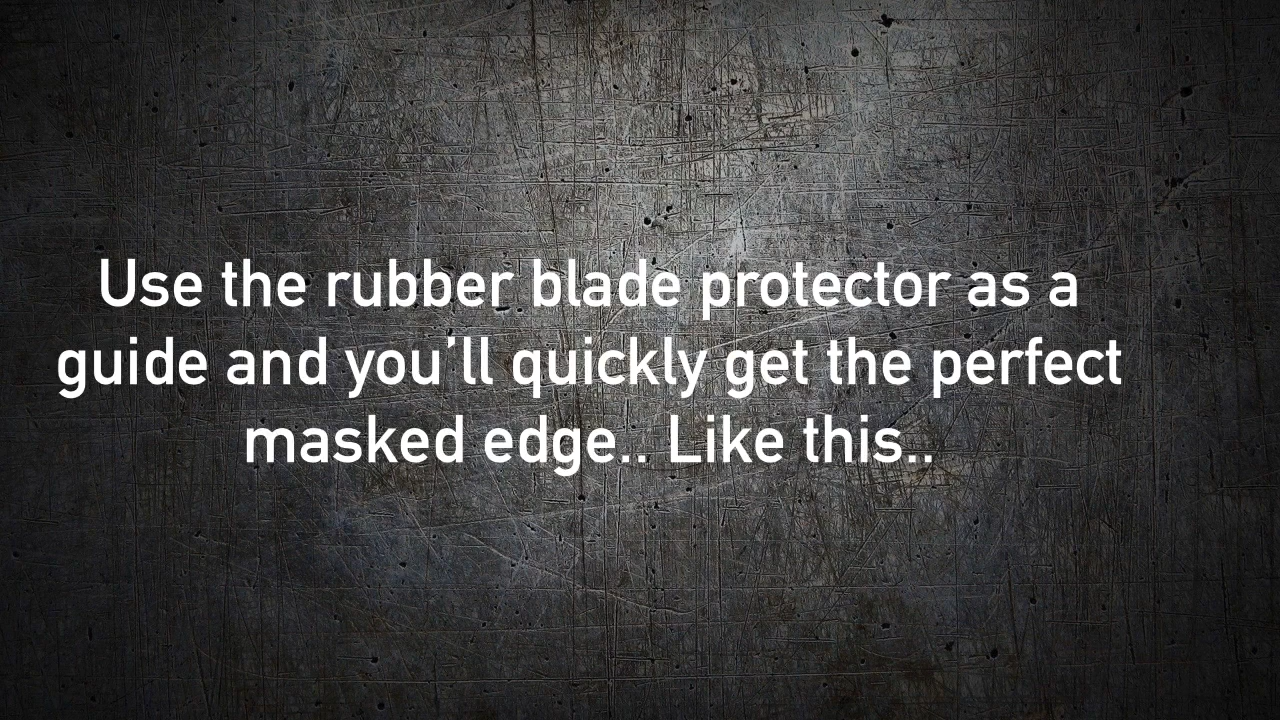 Use the rubber blade protector as a
guide and you'll quickly get the perfect
masked edge.. Like this..